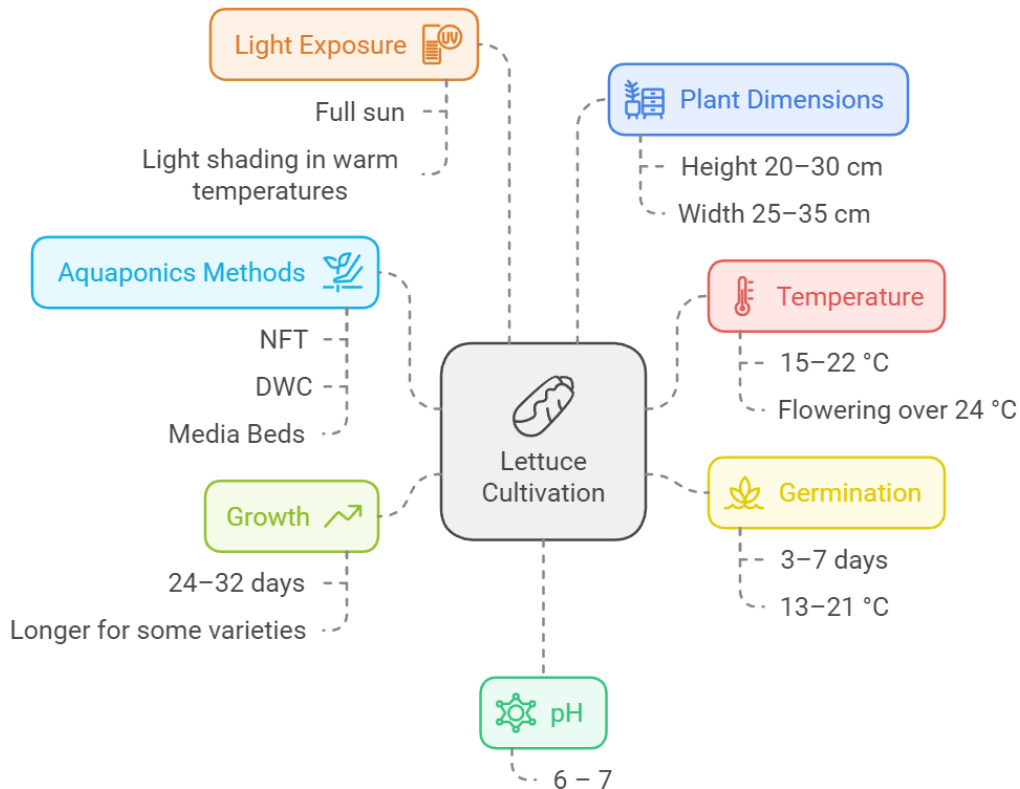 Light Exposure
UV
Full sun
Light shading in warm
temperatures
Plant Dimensions
Height 20–30 cm
Width 25–35 cm
Aquaponics Methods
NFT
DWC
Media Beds
Temperature
15–22 °C
Flowering over 24 °C
Lettuce
Cultivation
Growth
24–32 days
Longer for some varieties
Germination
3–7 days
13–21 °C
pH
6 – 7